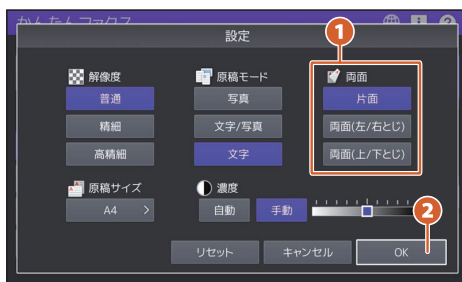 かんたんファクス
設定
1
解像度
原稿モード
両面
普通
写真
片面
精細
文字/写真
両面(左/右とじ)
高精細
文字
両面(上/下とじ)
原稿サイズ
濃度
A4 >
自動
手動
2
リセット
キャンセル
OK